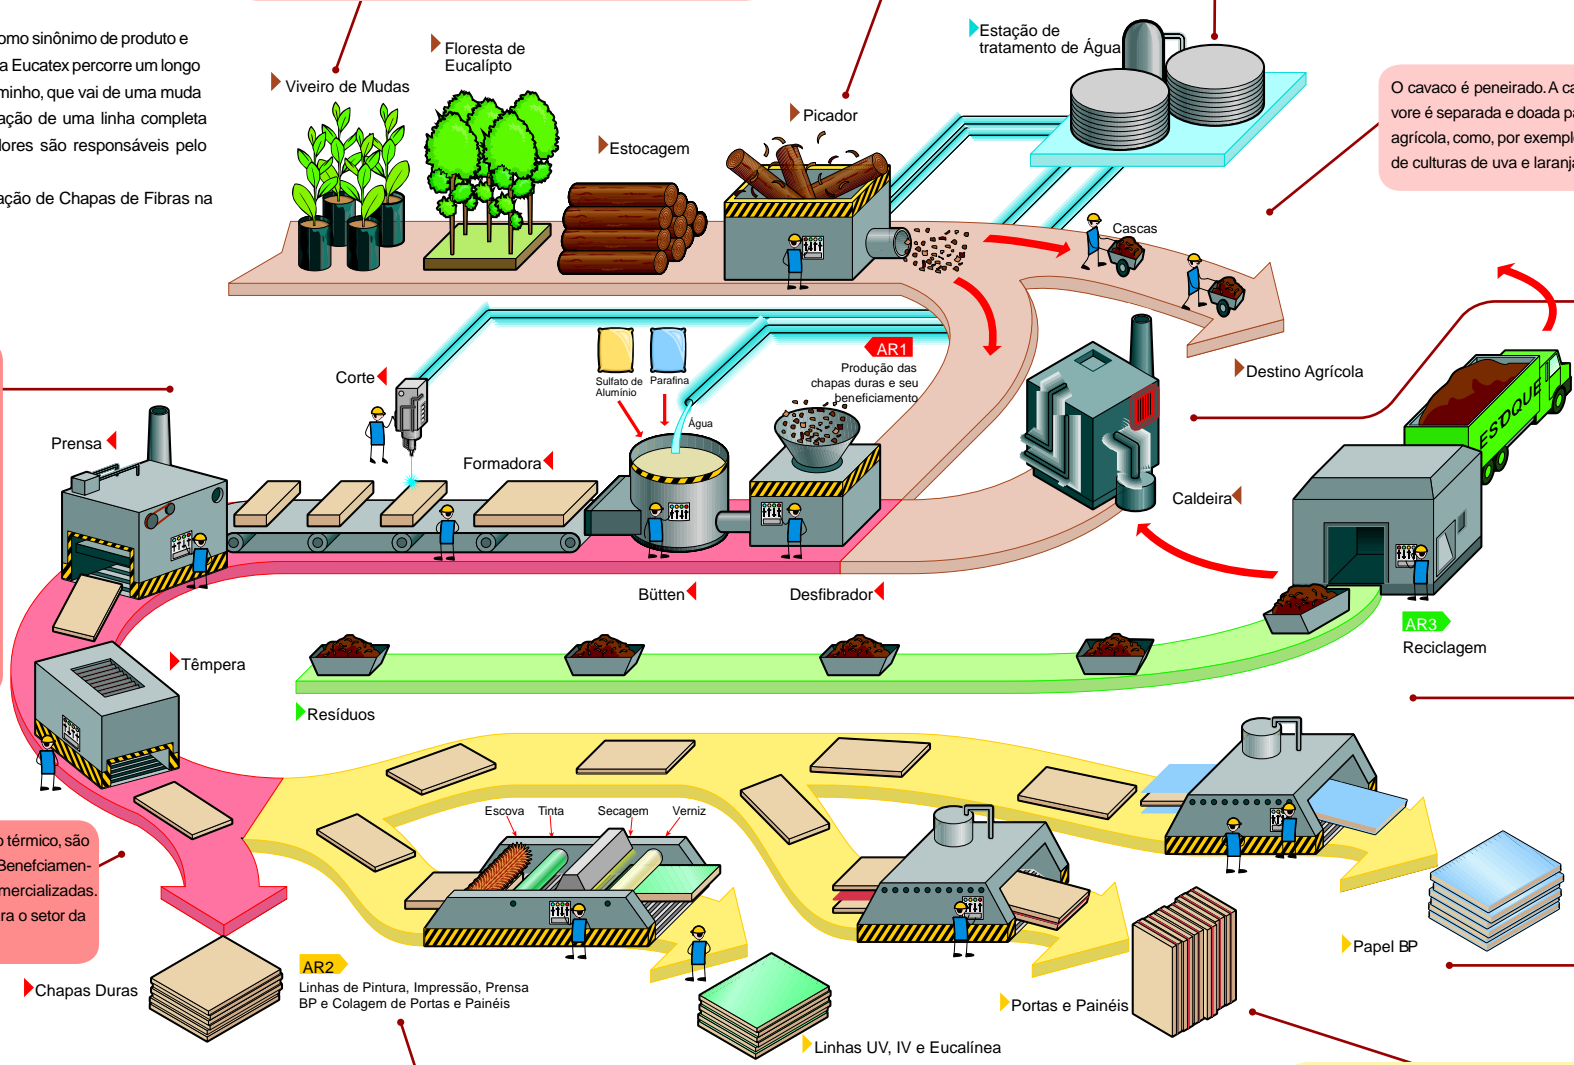 omo sinônimo de produto e
a Eucatex percorre um longo
minho, que vai de uma muda
ação de uma linha completa
lores são responsáveis pelo
ação de Chapas de Fibras na
Viveiro de Mudas
Floresta de
Eucalípto
Estocagem
Picador
Estação de
tratamento de Água
O cavaco é peneirado. A ca
vore é separada e doada pa
agrícola, como, por exemplo
de culturas de uva e laranja
Cascas
Destino Agrícola
Corte
Sulfato de
Alumínio
Parafina
Água
AR1
Produção das
chapas duras e seu
beneficiamento
Prensa
Formadora
Caldeira
ESTOQUE
Bütten
Desfibrador
AR3
Reciclagem
Têmpera
Resíduos
Escova
Tinta
Secagem
Verniz
o térmico, são
Benefciamen-
mercializadas.
ra o setor da
Chapas Duras
AR2
Linhas de Pintura, Impressão, Prensa
BP e Colagem de Portas e Painéis
Papel BP
Portas e Painéis
Linhas UV, IV e Eucalínea